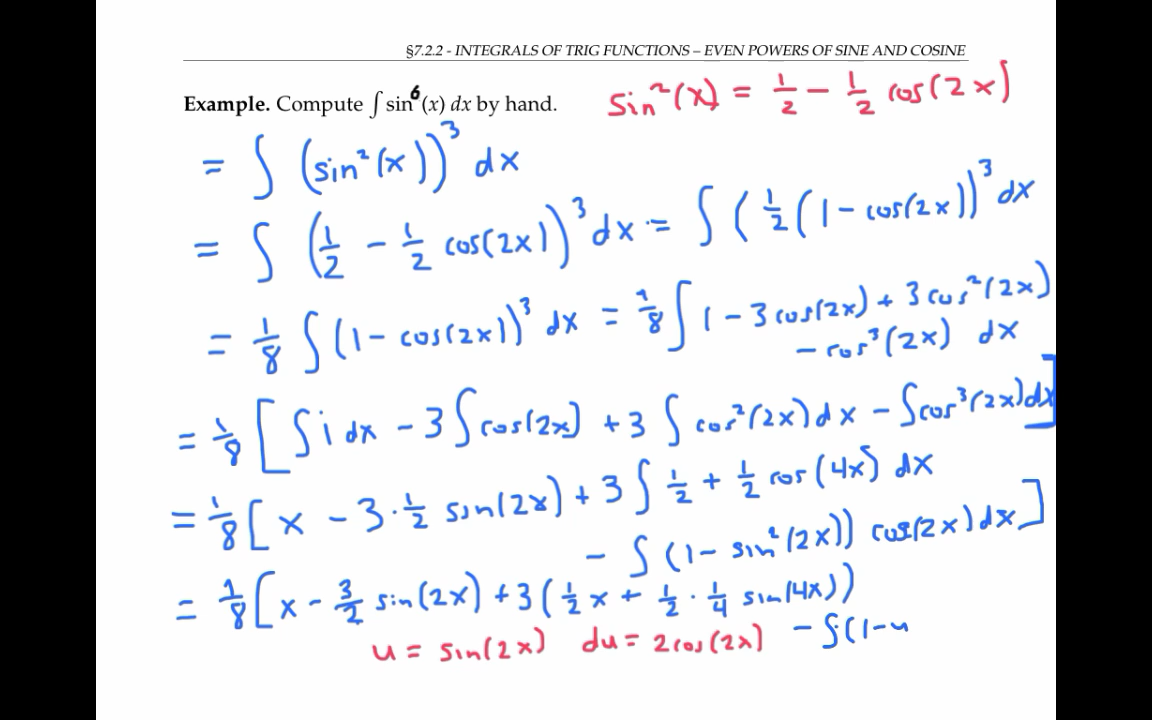 §7.2.2 - INTEGRALS OF TRIG FUNCTIONS – EVEN POWERS OF SINE AND COSINE
Example. Compute ∫ sin⁶(x) dx by hand. sin²(x) = 1/2 − 1/2 cos(2x)
= ∫ (sin²(x))³ dx
= ∫ (1/2 − 1/2 cos(2x))³ dx = ∫ (1/2 (1 − cos(2x))³ dx
= 1/8 ∫ (1 − cos(2x))³ dx = 1/8 ∫ 1 − 3 cos(2x) + 3 cos²(2x)
− cos³(2x) dx
= 1/8 [ ∫ 1 dx − 3 ∫ cos(2x) + 3 ∫ cos²(2x) dx − ∫ cos³(2x) dx ]
= 1/8 [ x − 3 · 1/2 sin(2x) + 3 ∫ 1/2 + 1/2 cos(4x) dx
− ∫ (1 − sin²(2x)) cos(2x) dx ]
= 1/8 [ x − 3/2 sin(2x) + 3 (1/2 x + 1/2 · 1/4 sin(4x))
u = sin(2x) du = 2cos(2x) − ∫ (1 − u